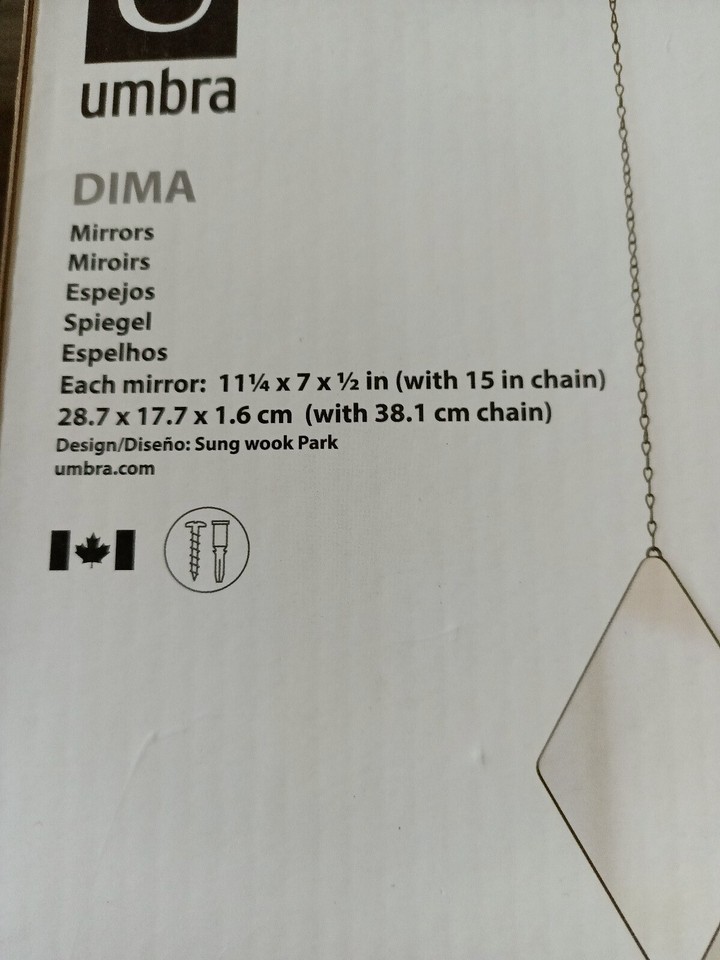 umbra
DIMA
Mirrors
Miroirs
Espejos
Spiegel
Espelhos
Each mirror: 11¼ x 7 x ½ in (with 15 in chain)
28.7 x 17.7 x 1.6 cm (with 38.1 cm chain)
Design/Diseño: Sung wook Park
umbra.com